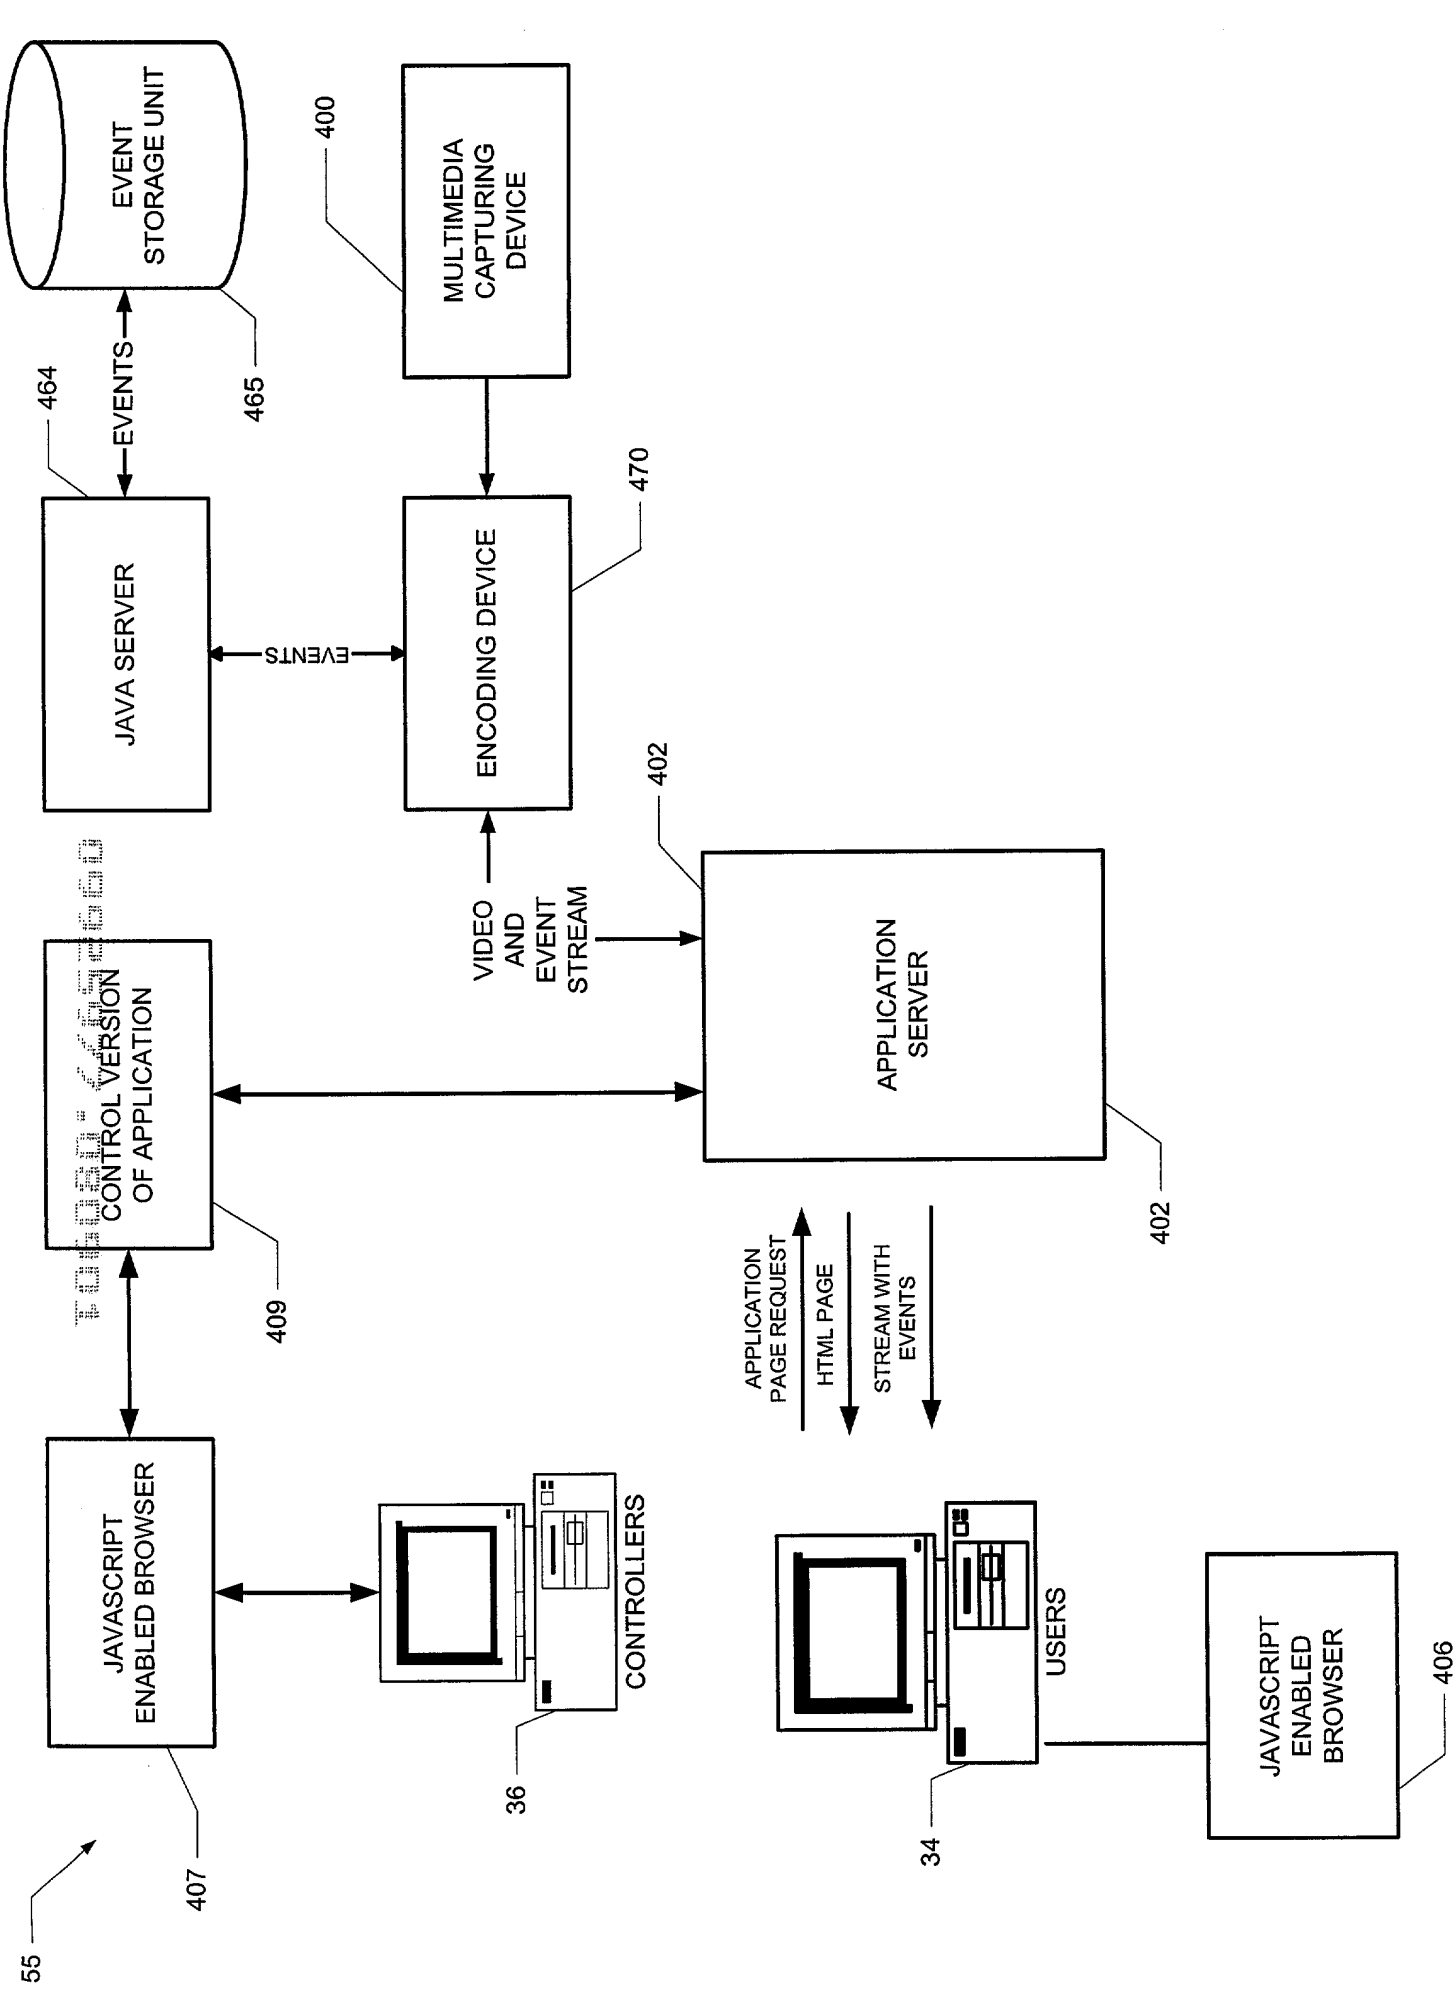 55
407
JAVASCRIPT
ENABLED BROWSER
CONTROL VERSION
OF APPLICATION
409
JAVA SERVER
464
EVENTS
EVENT
STORAGE UNIT
465
EVENTS
36
CONTROLLERS
VIDEO
AND
EVENT
STREAM
ENCODING DEVICE
470
MULTIMEDIA
CAPTURING
DEVICE
400
402
APPLICATION
SERVER
402
APPLICATION
PAGE REQUEST
HTML PAGE
STREAM WITH
EVENTS
34
USERS
JAVASCRIPT
ENABLED
BROWSER
406